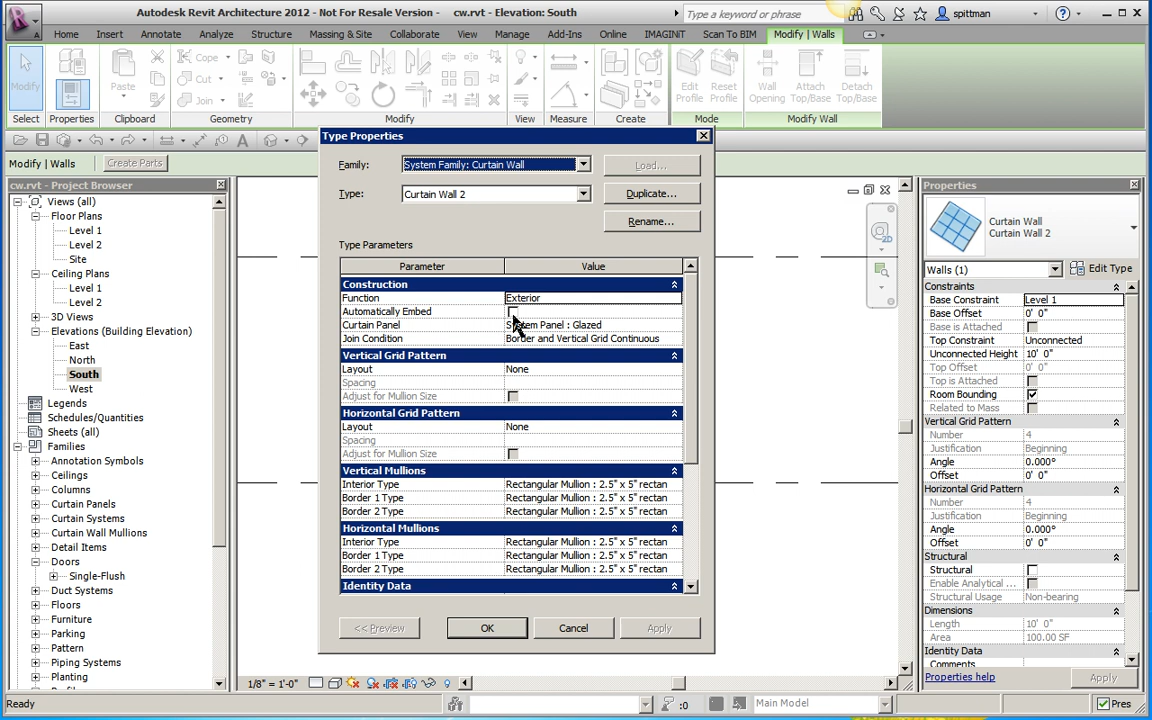 Autodesk Revit Architecture 2012 - Not For Resale Version - cw.rvt - Elevation: South
Type a keyword or phrase
spittman
Home Insert Annotate Analyze Structure Massing & Site Collaborate View Manage Add-Ins Online IMAGINIT Scan To BIM Modify | Walls
Modify
Paste
Cope
Cut
Join
Edit Profile
Reset Profile
Wall Opening
Attach Top/Base
Detach Top/Base
Select Properties Clipboard Geometry Modify View Measure Create Mode Modify Wall
Modify | Walls
Create Parts
cw.rvt - Project Browser
Views (all)
Floor Plans
Level 1
Level 2
Site
Ceiling Plans
Level 1
Level 2
3D Views
Elevations (Building Elevation)
East
North
South
West
Legends
Schedules/Quantities
Sheets (all)
Families
Annotation Symbols
Ceilings
Columns
Curtain Panels
Curtain Systems
Curtain Wall Mullions
Detail Items
Doors
Single-Flush
Duct Systems
Floors
Furniture
Parking
Pattern
Piping Systems
Planting
Type Properties
Family: System Family: Curtain Wall Load...
Type: Curtain Wall 2 Duplicate...
Rename...
Type Parameters
Parameter Value
Construction
Function Exterior
Automatically Embed
Curtain Panel System Panel : Glazed
Join Condition Border and Vertical Grid Continuous
Vertical Grid Pattern
Layout None
Spacing
Adjust for Mullion Size
Horizontal Grid Pattern
Layout None
Spacing
Adjust for Mullion Size
Vertical Mullions
Interior Type Rectangular Mullion : 2.5" x 5" rectan
Border 1 Type Rectangular Mullion : 2.5" x 5" rectan
Border 2 Type Rectangular Mullion : 2.5" x 5" rectan
Horizontal Mullions
Interior Type Rectangular Mullion : 2.5" x 5" rectan
Border 1 Type Rectangular Mullion : 2.5" x 5" rectan
Border 2 Type Rectangular Mullion : 2.5" x 5" rectan
Identity Data
<< Preview OK Cancel Apply
Properties
Curtain Wall
Curtain Wall 2
Walls (1) Edit Type
Constraints
Base Constraint Level 1
Base Offset 0' 0"
Base is Attached
Top Constraint Unconnected
Unconnected Height 10' 0"
Top Offset 0' 0"
Top is Attached
Room Bounding
Related to Mass
Vertical Grid Pattern
Number 4
Justification Beginning
Angle 0.000°
Offset 0' 0"
Horizontal Grid Pattern
Number 4
Justification Beginning
Angle 0.000°
Offset 0' 0"
Structural
Structural
Enable Analytical ...
Structural Usage Non-bearing
Dimensions
Length 10' 0"
Area 100.00 SF
Identity Data
Comments
Properties help Apply
1/8" = 1'-0"
Ready
:0
Main Model
Pres